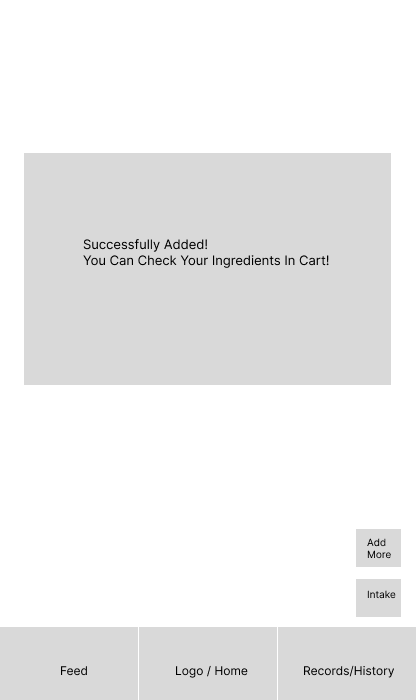 Successfully Added!
You Can Check Your Ingredients In Cart!
Add
More
Intake
Feed
Logo / Home
Records/History